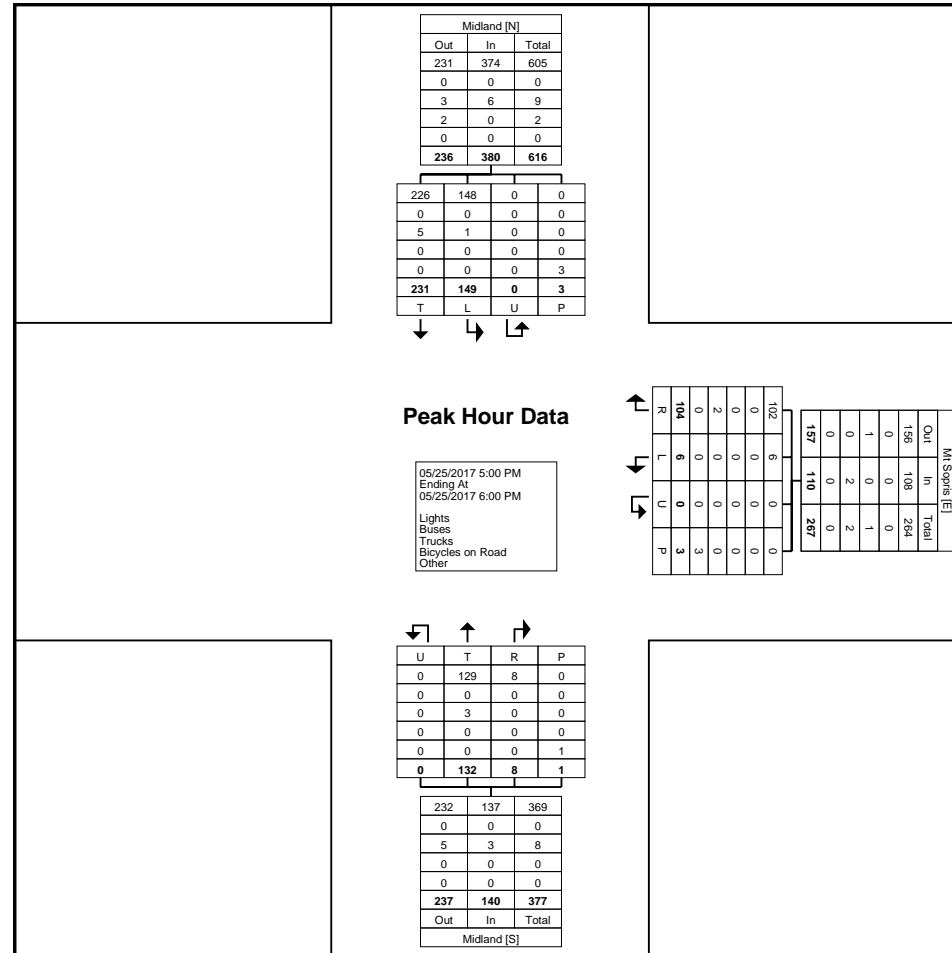 Midland [N]
Out In Total
231 374 605
0 0 0
3 6 9
2 0 2
0 0 0
236 380 616
226 148 0 0
0 0 0 0
5 1 0 0
0 0 0 0
0 0 0 3
231 149 0 3
T L U P
Peak Hour Data
05/25/2017 5:00 PM
Ending At
05/25/2017 6:00 PM
Lights
Buses
Trucks
Bicycles on Road
Other
Mt Sopris [E]
Out In Total
156 108 264
0 0 0
1 0 1
0 2 2
0 0 0
157 110 267
102 6 0 0
0 0 0 0
0 0 0 0
2 0 0 0
0 0 0 3
104 6 0 3
R L U P
U T R P
0 129 8 0
0 0 0 0
0 3 0 0
0 0 0 0
0 0 0 1
0 132 8 1
232 137 369
0 0 0
5 3 8
0 0 0
0 0 0
237 140 377
Out In Total
Midland [S]